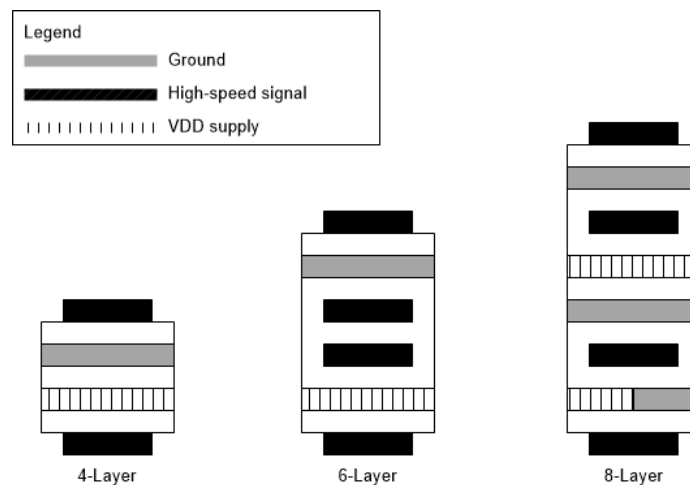 Legend
Ground
High-speed signal
VDD supply
4-Layer
6-Layer
8-Layer